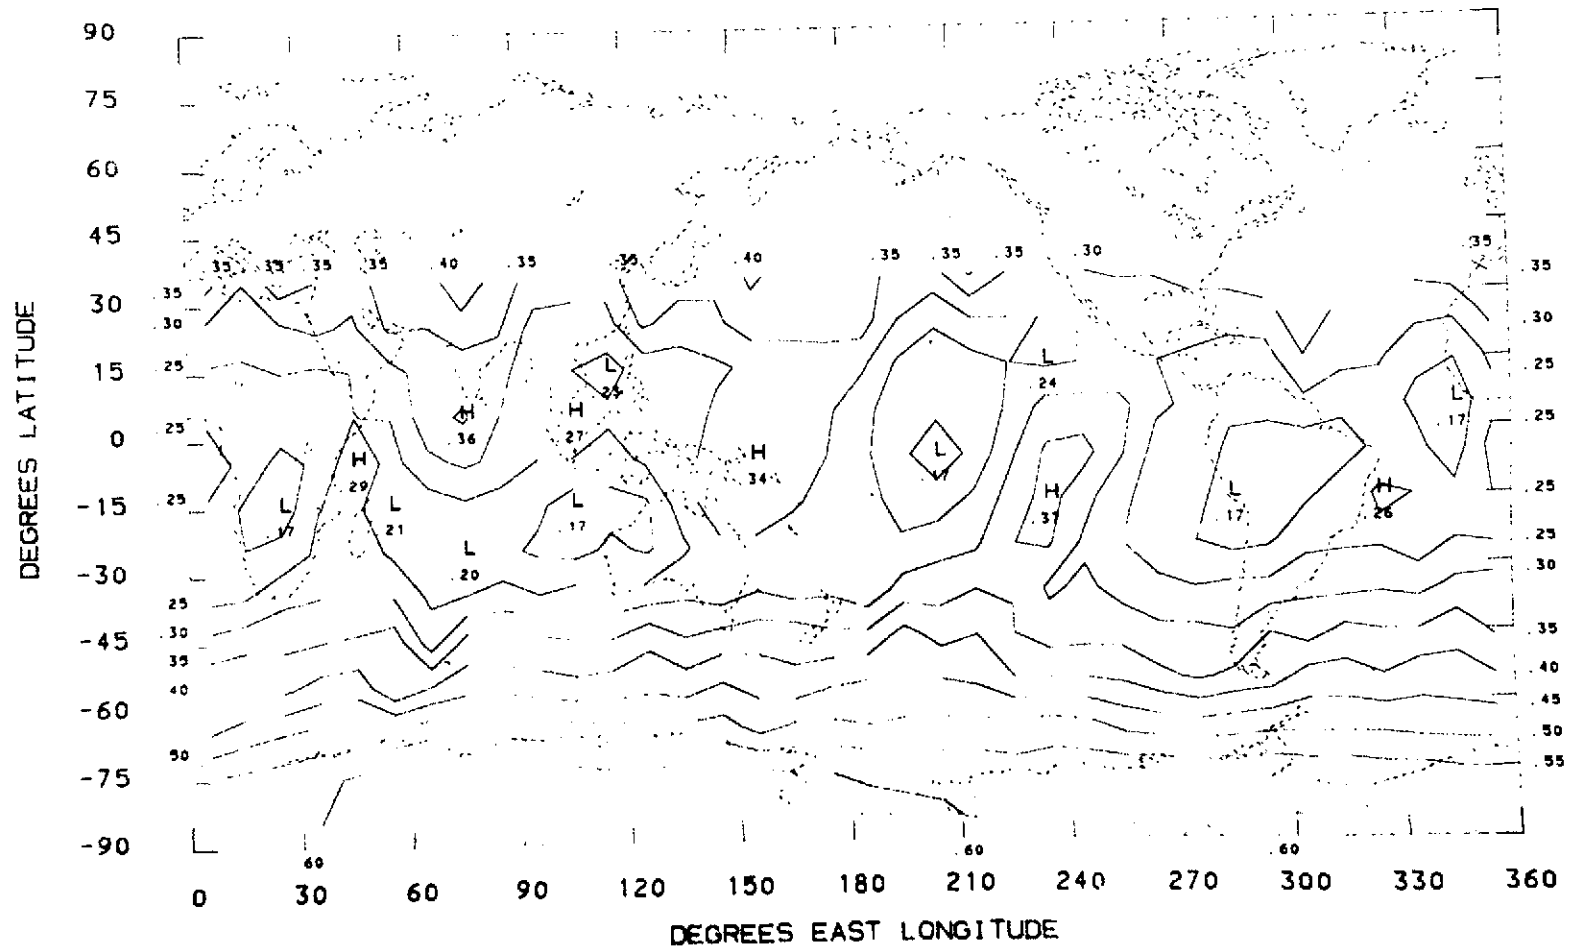 90
75
60
45
.35 .35 .35 .35 .40 .35 .35 .40 .35 .35 .35 .30 .35 .35
.35
30
.30 .30
.25 L .25
15 L 24 L
.17
H H .25
.36 27
.25
0 H L
H 34
29
L H L H .25
-15 L L L 31 .17 26
.25 .17 21 .17
L .25
20
-30 .30
.25
.30 .35
-45
.35 .40
.40 .45
-60
.50
.50
.55
-75
-90
.60 .60 .60
0 30 60 90 120 150 180 210 240 270 300 330 360
DEGREES EAST LONGITUDE
DEGREES LATITUDE